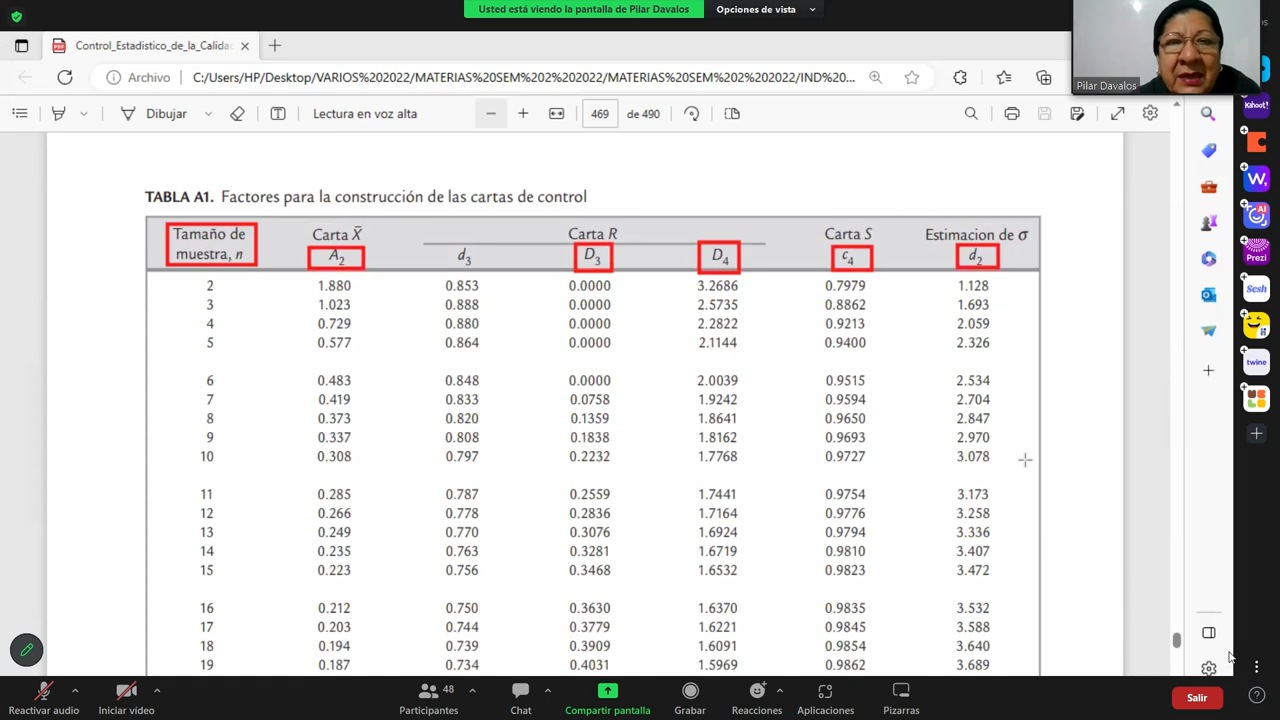 Usted está viendo la pantalla de Pilar Davalos
Opciones de vista
Control_Estadistico_de_la_Calida
Archivo
C:/Users/HP/Desktop/VARIOS%202022/MATERIAS%20SEM%202%202022/MATERIAS%20SEM%202%202022/IND%20...
Pilar Davalos
Dibujar
Lectura en voz alta
469 de 490
TABLA A1. Factores para la construcción de las cartas de control
Tamaño de muestra, n Carta X̄ Carta R Carta S Estimacion de σ
A₂ d₃ D₃ D₄ c₄ d₂
2 1.880 0.853 0.0000 3.2686 0.7979 1.128
3 1.023 0.888 0.0000 2.5735 0.8862 1.693
4 0.729 0.880 0.0000 2.2822 0.9213 2.059
5 0.577 0.864 0.0000 2.1144 0.9400 2.326
6 0.483 0.848 0.0000 2.0039 0.9515 2.534
7 0.419 0.833 0.0758 1.9242 0.9594 2.704
8 0.373 0.820 0.1359 1.8641 0.9650 2.847
9 0.337 0.808 0.1838 1.8162 0.9693 2.970
10 0.308 0.797 0.2232 1.7768 0.9727 3.078
11 0.285 0.787 0.2559 1.7441 0.9754 3.173
12 0.266 0.778 0.2836 1.7164 0.9776 3.258
13 0.249 0.770 0.3076 1.6924 0.9794 3.336
14 0.235 0.763 0.3281 1.6719 0.9810 3.407
15 0.223 0.756 0.3468 1.6532 0.9823 3.472
16 0.212 0.750 0.3630 1.6370 0.9835 3.532
17 0.203 0.744 0.3779 1.6221 0.9845 3.588
18 0.194 0.739 0.3909 1.6091 0.9854 3.640
19 0.187 0.734 0.4031 1.5969 0.9862 3.689
Kahoot!
W
AI
Prezi
Sesh
twine
Reactivar audio
Iniciar video
48
Participantes
Chat
Compartir pantalla
Grabar
Reacciones
Aplicaciones
Pizarras
Salir